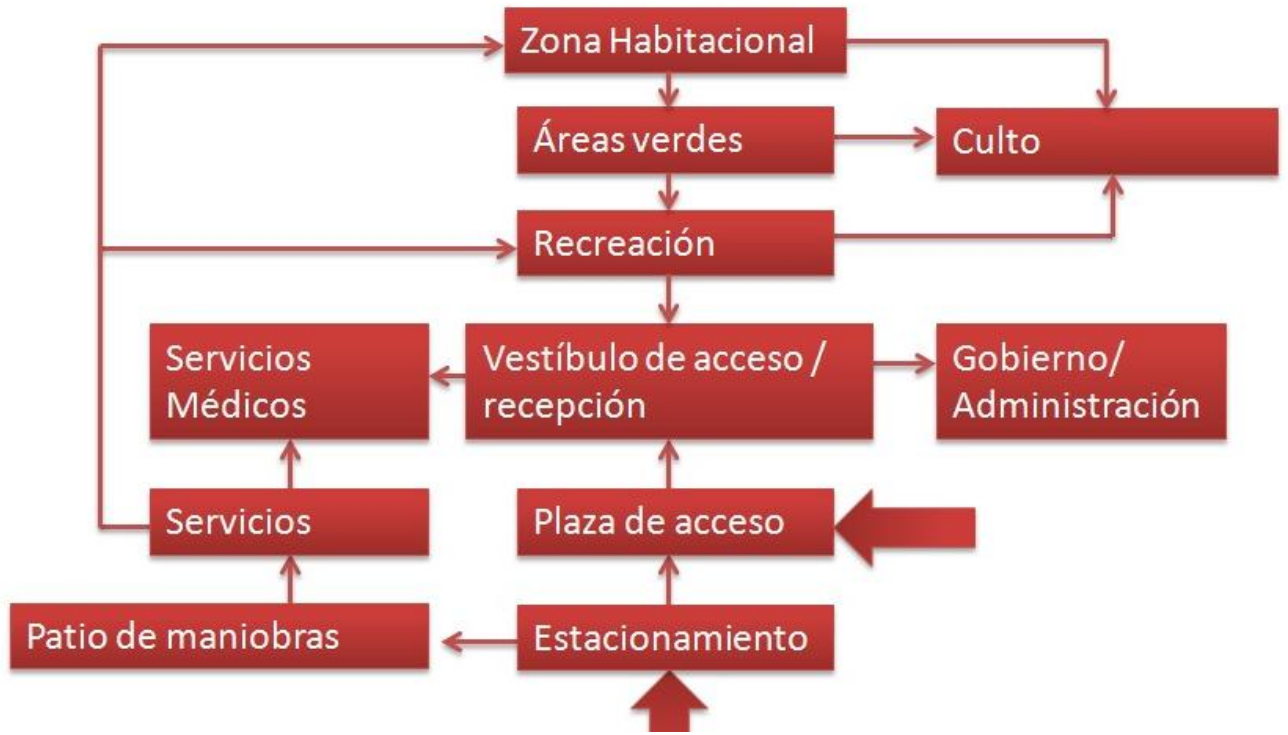 Zona Habitacional
Áreas verdes
Culto
Recreación
Servicios
Médicos
Vestíbulo de acceso /
recepción
Gobierno/
Administración
Servicios
Plaza de acceso
Patio de maniobras
Estacionamiento